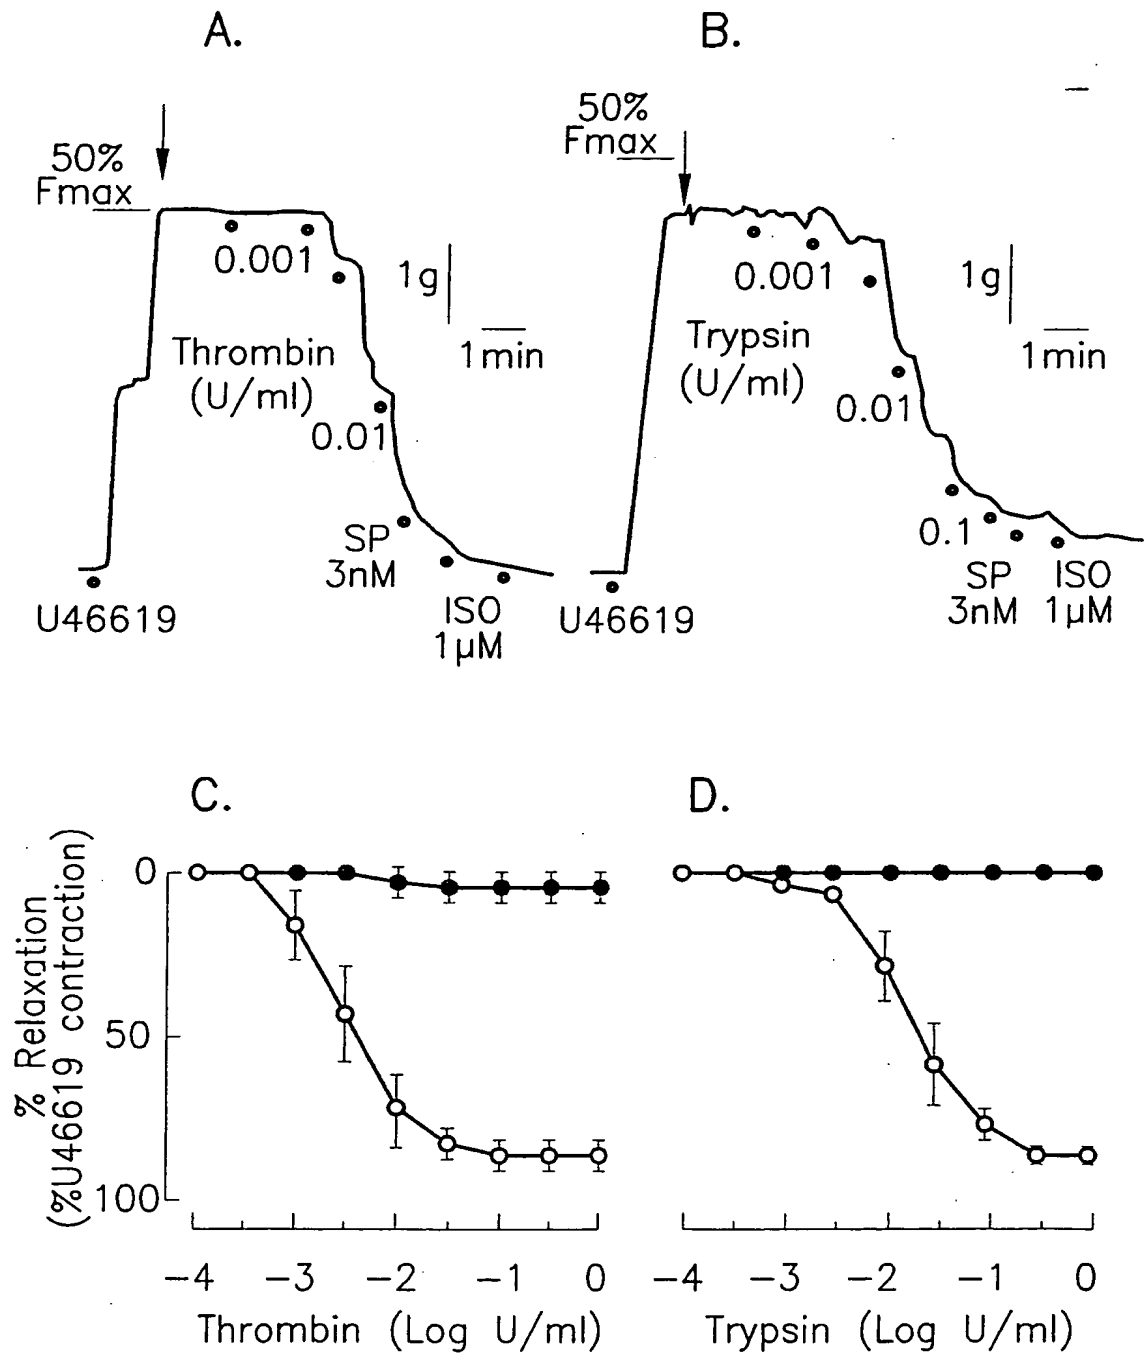 A.
B.
50%
Fmax
50%
Fmax
0.001
0.001
1g
1g
Thrombin
(U/ml)
1min
Trypsin
(U/ml)
1min
0.01
0.01
SP
3nM
0.1
SP
3nM
ISO
1µM
U46619
ISO
1µM
U46619
C.
D.
% Relaxation
(%U46619 contraction)
0
50
100
-4 -3 -2 -1 0
-4 -3 -2 -1 0
Thrombin (Log U/ml)
Trypsin (Log U/ml)